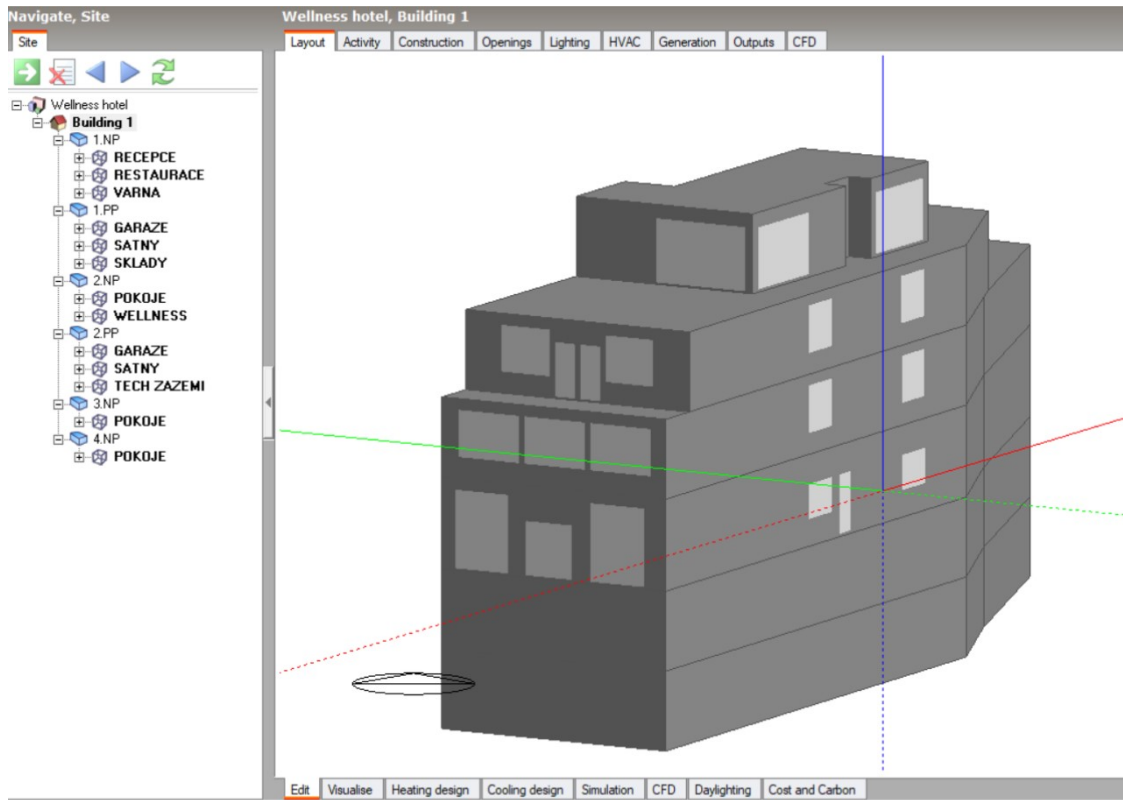 Navigate, Site
Site
Wellness hotel
Building 1
1.NP
RECEPCE
RESTAURACE
VARNA
1.PP
GARAZE
SATNY
SKLADY
2.NP
POKOJE
WELLNESS
2.PP
GARAZE
SATNY
TECH ZAZEMI
3.NP
POKOJE
4.NP
POKOJE
Wellness hotel, Building 1
Layout Activity Construction Openings Lighting HVAC Generation Outputs CFD
Edit Visualise Heating design Cooling design Simulation CFD Daylighting Cost and Carbon